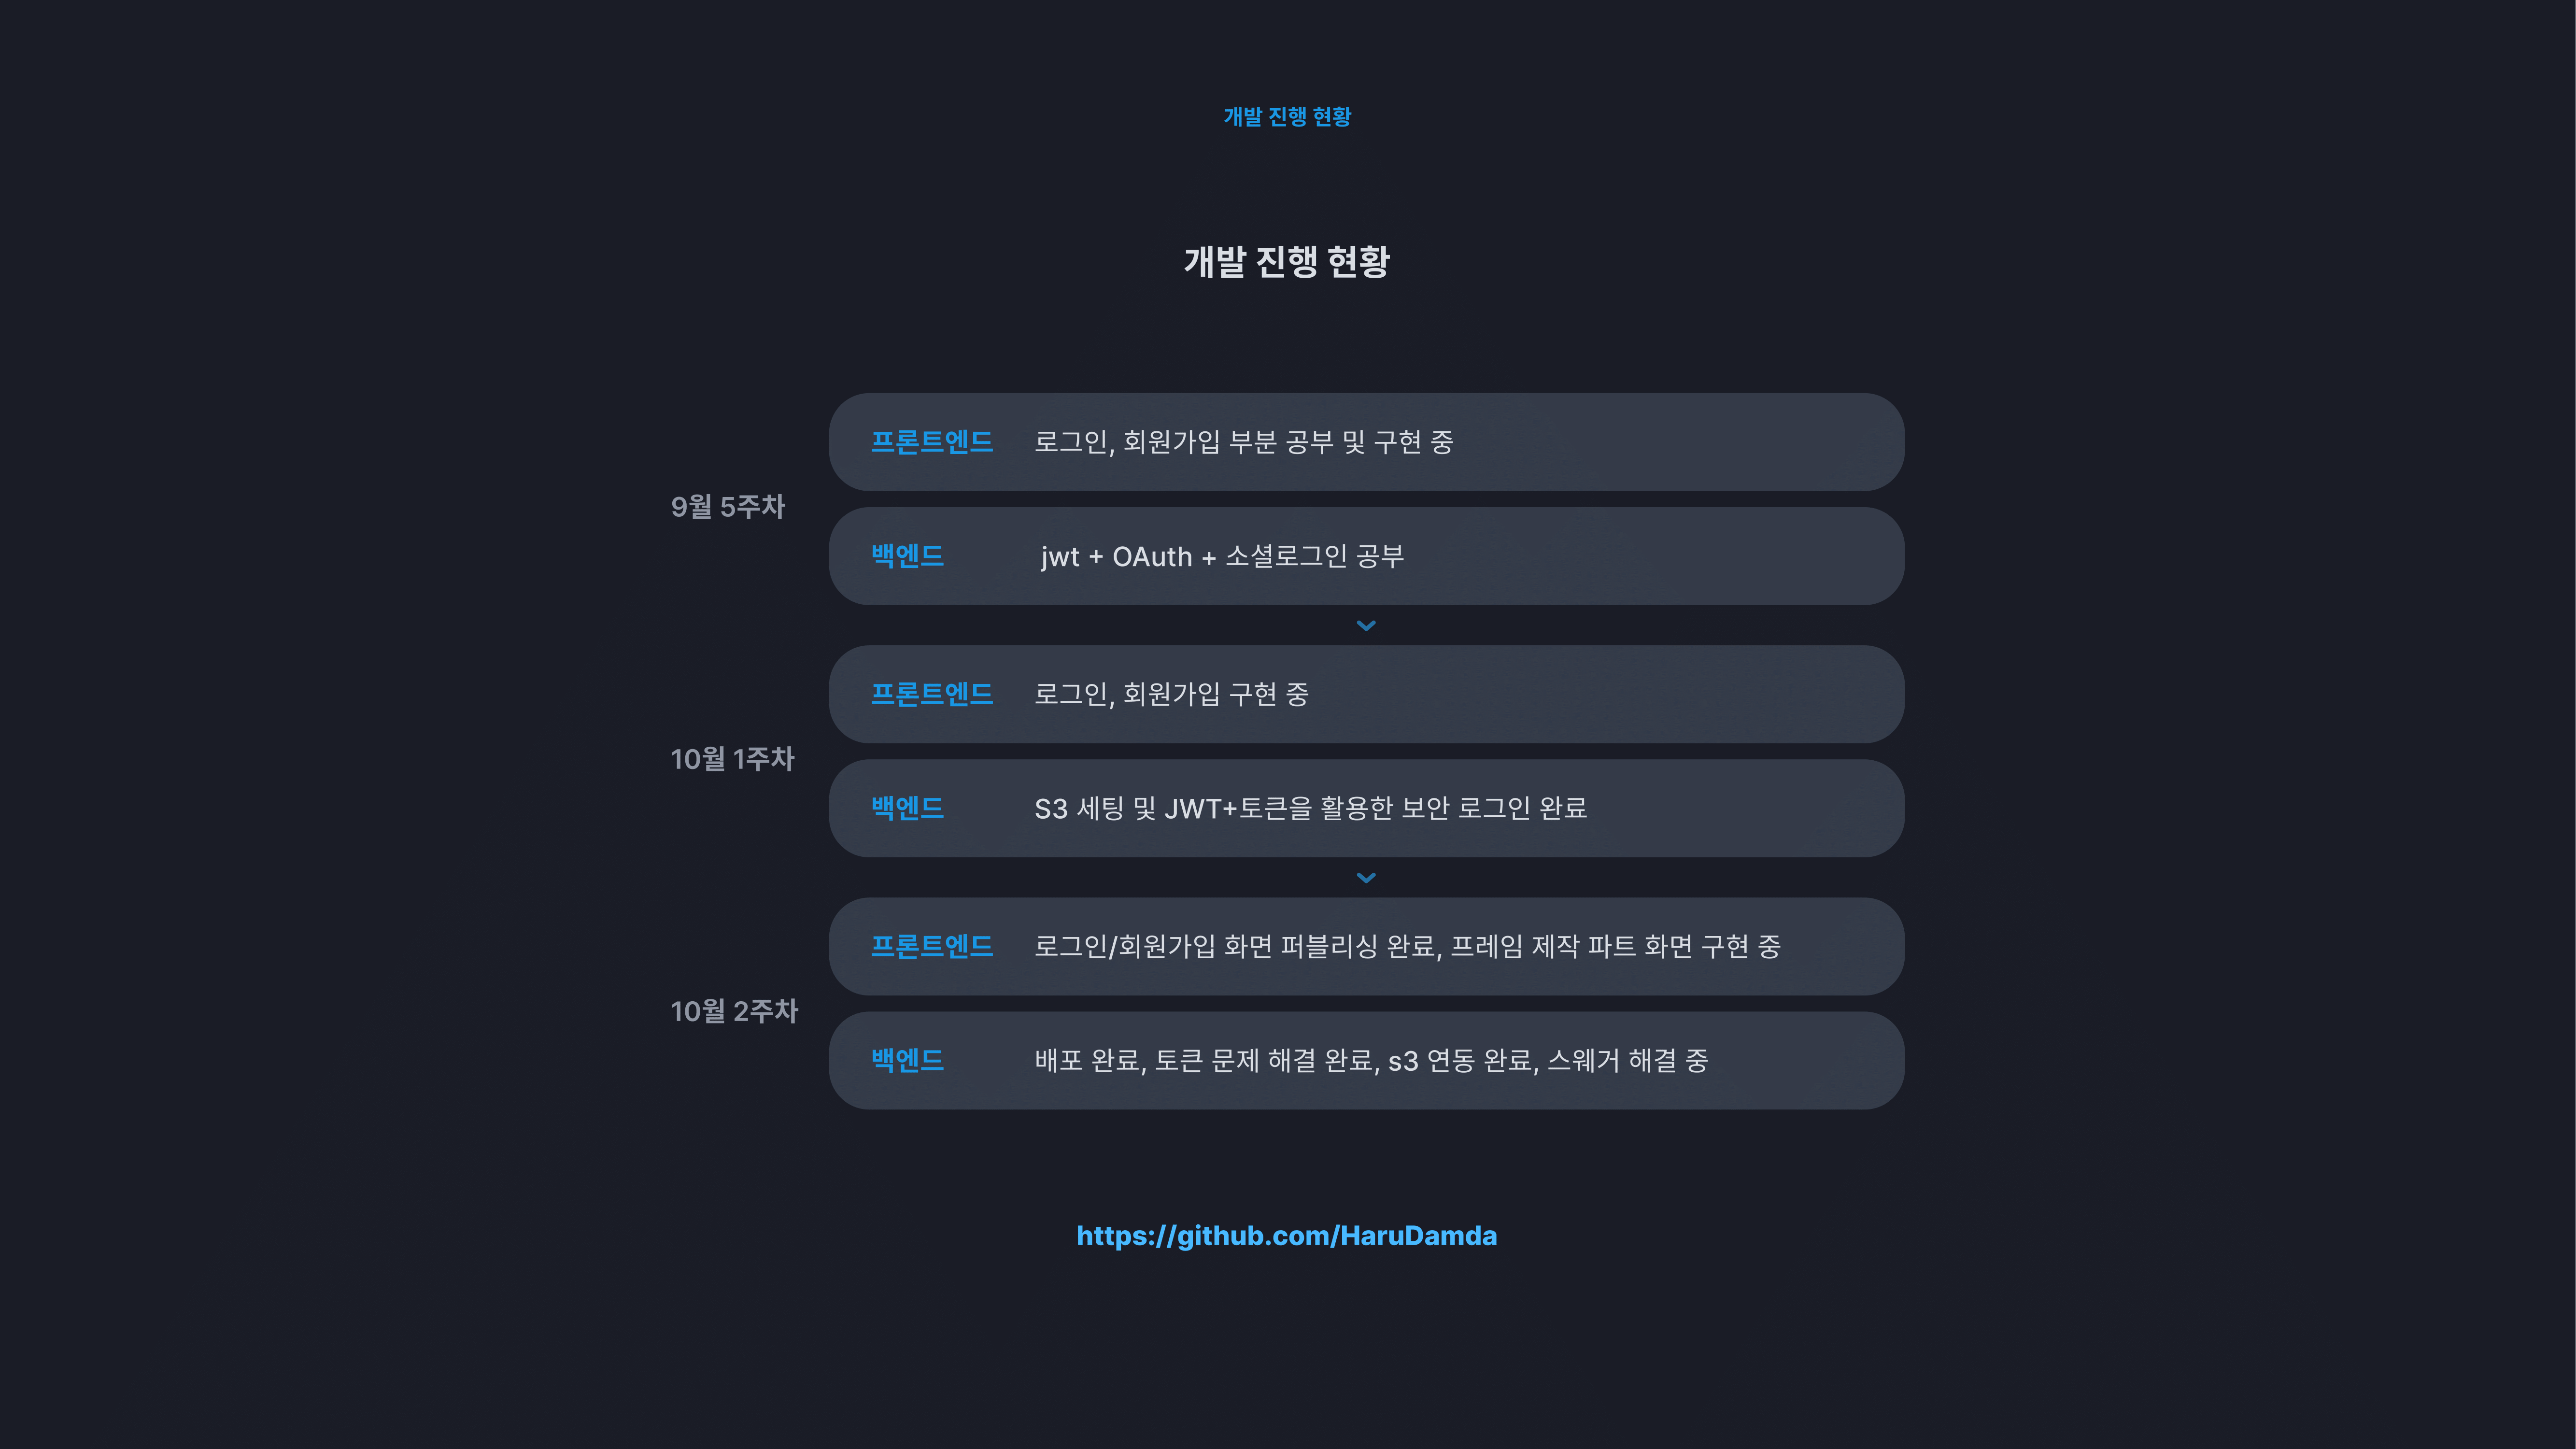 개발 진행 현황
개발 진행 현황
9월 5주차
프론트엔드 로그인, 회원가입 부분 공부 및 구현 중
백엔드 jwt + OAuth + 소셜로그인 공부
10월 1주차
프론트엔드 로그인, 회원가입 구현 중
백엔드 S3 세팅 및 JWT+토큰을 활용한 보안 로그인 완료
10월 2주차
프론트엔드 로그인/회원가입 화면 퍼블리싱 완료, 프레임 제작 파트 화면 구현 중
백엔드 배포 완료, 토큰 문제 해결 완료, s3 연동 완료, 스웨거 해결 중
https://github.com/HaruDamda